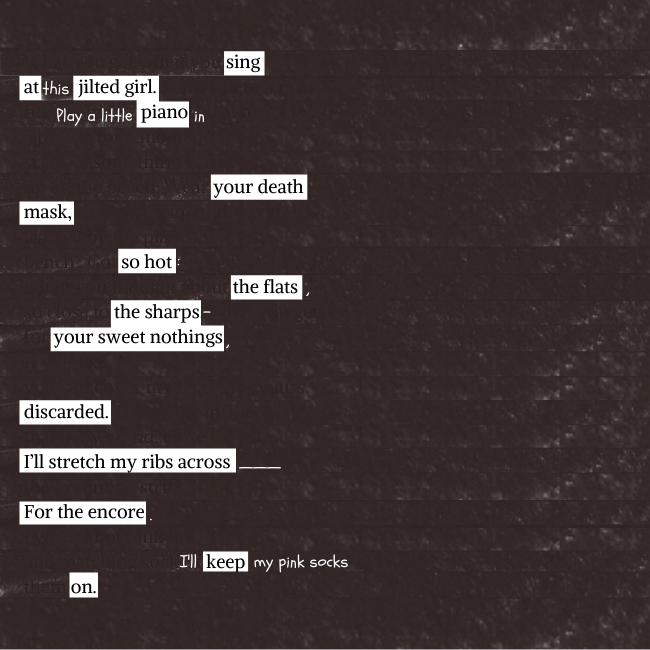 sing
at this jilted girl.
Play a little piano in
your death
mask,
so hot:
the flats,
the sharps–
your sweet nothings,
discarded.
I'll stretch my ribs across ____
For the encore.
I'll keep my pink socks
on.